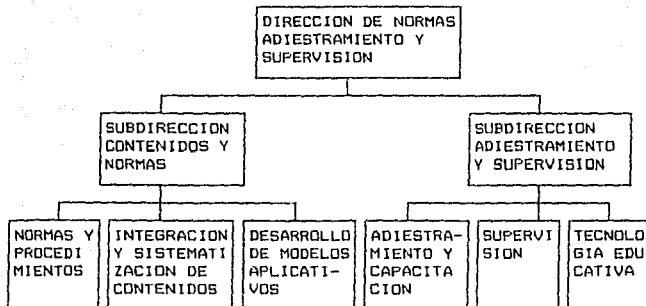 DIRECCION DE NORMAS
ADIESTRAMIENTO Y
SUPERVISION
SUBDIRECCION
CONTENIDOS Y
NORMAS
SUBDIRECCION
ADIESTRAMIENTO
Y SUPERVISION
NORMAS Y
PROCEDI
MIENTOS
INTEGRACION
Y SISTEMATI
ZACION DE
CONTENIDOS
DESARROLLO
DE MODELOS
APLICATI-
VOS
ADIESTRA-
MIENTO Y
CAPACITA
CION
SUPERVI
SION
TECNOLO
GIA EDU
CATIVA